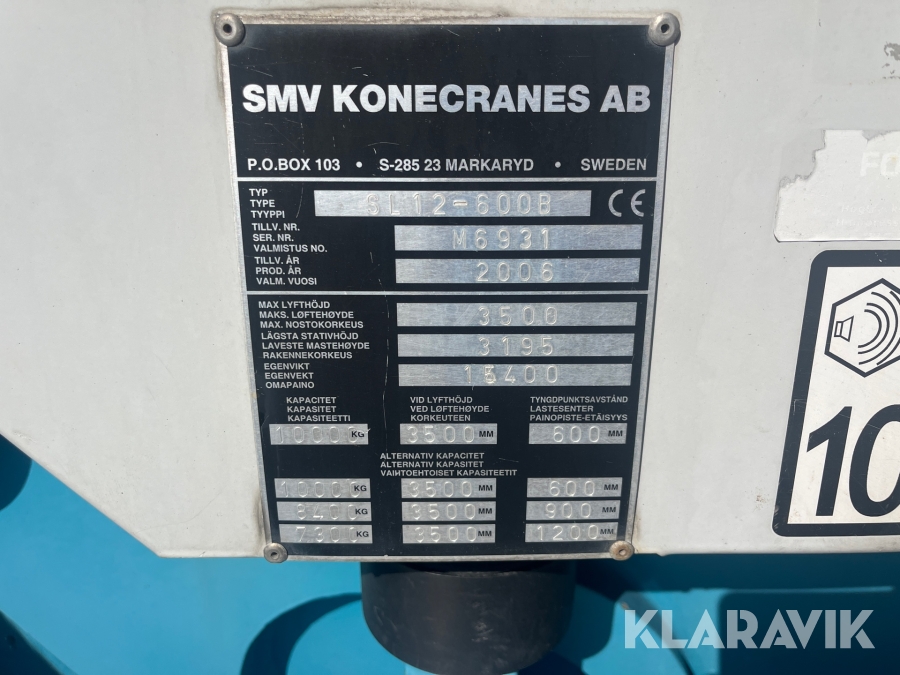 SMV KONECRANES AB
P.O.BOX 103 • S-285 23 MARKARYD • SWEDEN
TYP
TYPE
TYYPPI
SL12-600B
CE
TILLV. NR.
SER. NR.
VALMISTUS NO.
M6931
TILLV. ÅR
PROD. ÅR
VALM. VUOSI
2006
MAX LYFTHÖJD
MAKS. LØFTEHØYDE
MAX. NOSTOKORKEUS
3500
LÄGSTA STATIVHÖJD
LAVESTE MASTEHØYDE
RAKENNEKORKEUS
3195
EGENVIKT
EGENVEKT
OMAPAINO
15400
KAPACITET VID LYFTHÖJD TYNGDPUNKTSAVSTÅND
KAPASITET VED LØFTEHØYDE LASTESENTER
KAPASITEETTI KORKEUTEEN PAINOPISTE-ETÄISYYS
10000 KG 3500 MM 600 MM
ALTERNATIV KAPACITET
ALTERNATIV KAPASITET
VAIHTOEHTOISET KAPASITEETIT
KG 3500 MM 600 MM
KG 3500 MM 900 MM
KG 3500 MM 1200 MM
FO
10
KLARAVIK